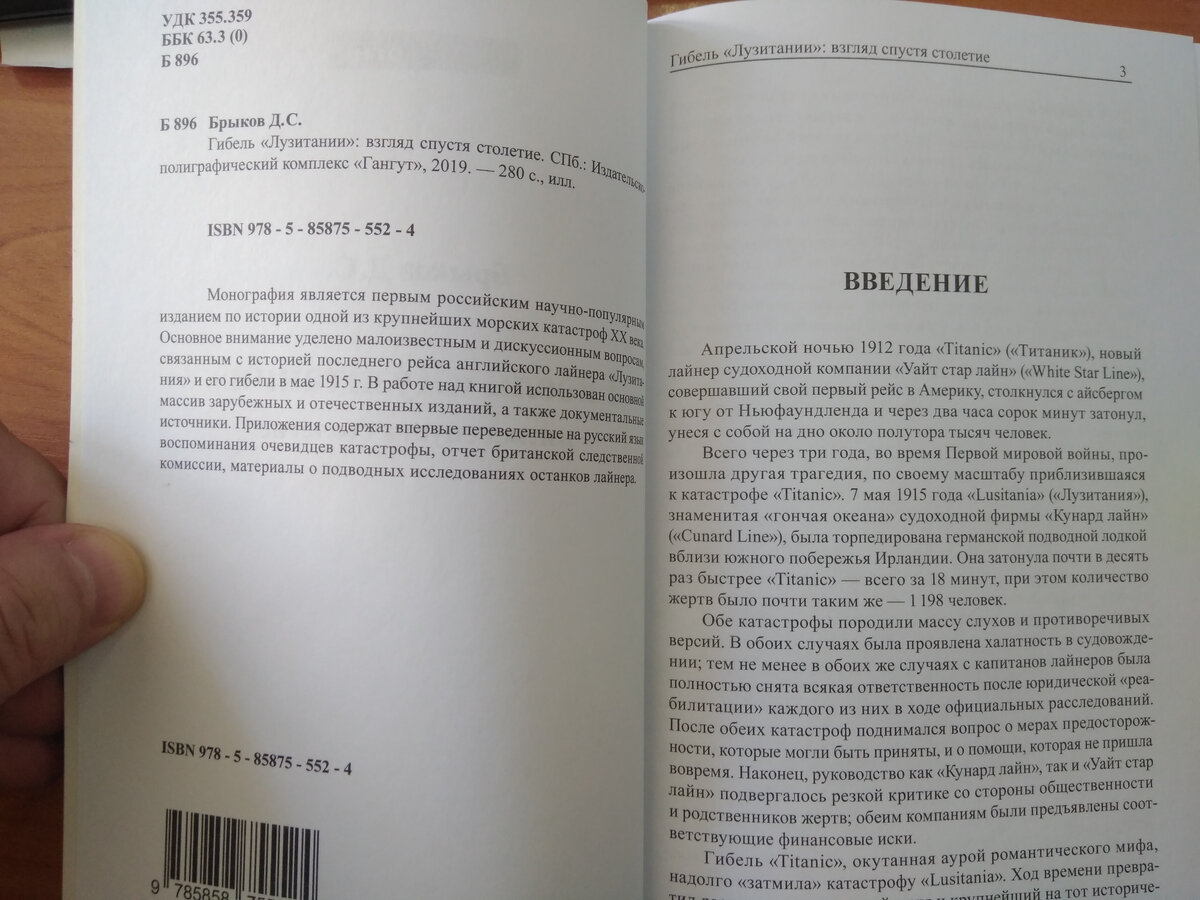 УДК 355.359
ББК 63.3 (0)
Б 896
Б 896 Брыков Д.С.
Гибель «Лузитании»: взгляд спустя столетие. СПб.: Издательско-
полиграфический комплекс «Гангут», 2019. — 280 с., илл.
ISBN 978 - 5 - 85875 - 552 - 4
Монография является первым российским научно-популярным
изданием по истории одной из крупнейших морских катастроф XX века.
Основное внимание уделено малоизвестным и дискуссионным вопросам,
связанным с историей последнего рейса английского лайнера «Лузита-
ния» и его гибели в мае 1915 г. В работе над книгой использован основной
массив зарубежных и отечественных изданий, а также документальные
источники. Приложения содержат впервые переведенные на русский язык
воспоминания очевидцев катастрофы, отчет британской следственной
комиссии, материалы о подводных исследованиях останков лайнера.
ISBN 978 - 5 - 85875 - 552 - 4
9 785858
Гибель «Лузитании»: взгляд спустя столетие
3
ВВЕДЕНИЕ
Апрельской ночью 1912 года «Titanic» («Титаник»), новый
лайнер судоходной компании «Уайт стар лайн» («White Star Line»),
совершавший свой первый рейс в Америку, столкнулся с айсбергом
к югу от Ньюфаундленда и через два часа сорок минут затонул,
унеся с собой на дно около полутора тысяч человек.
Всего через три года, во время Первой мировой войны, про-
изошла другая трагедия, по своему масштабу приблизившаяся
к катастрофе «Titanic». 7 мая 1915 года «Lusitania» («Лузитания»),
знаменитая «гончая океана» судоходной фирмы «Кунард лайн»
(«Cunard Line»), была торпедирована германской подводной лодкой
вблизи южного побережья Ирландии. Она затонула почти в десять
раз быстрее «Titanic» — всего за 18 минут, при этом количество
жертв было почти таким же — 1 198 человек.
Обе катастрофы породили массу слухов и противоречивых
версий. В обоих случаях была проявлена халатность в судовожде-
нии; тем не менее в обоих же случаях с капитанов лайнеров была
полностью снята всякая ответственность после юридической «реа-
билитации» каждого из них в ходе официальных расследований.
После обеих катастроф поднимался вопрос о мерах предосторож-
ности, которые могли быть приняты, и о помощи, которая не пришла
вовремя. Наконец, руководство как «Кунард лайн», так и «Уайт стар
лайн» подвергалось резкой критике со стороны общественности
и родственников жертв; обеим компаниям были предъявлены соот-
ветствующие финансовые иски.
Гибель «Titanic», окутанная аурой романтического мифа,
надолго «затмила» катастрофу «Lusitania». Ход времени превра-
и крупнейший на тот историче-